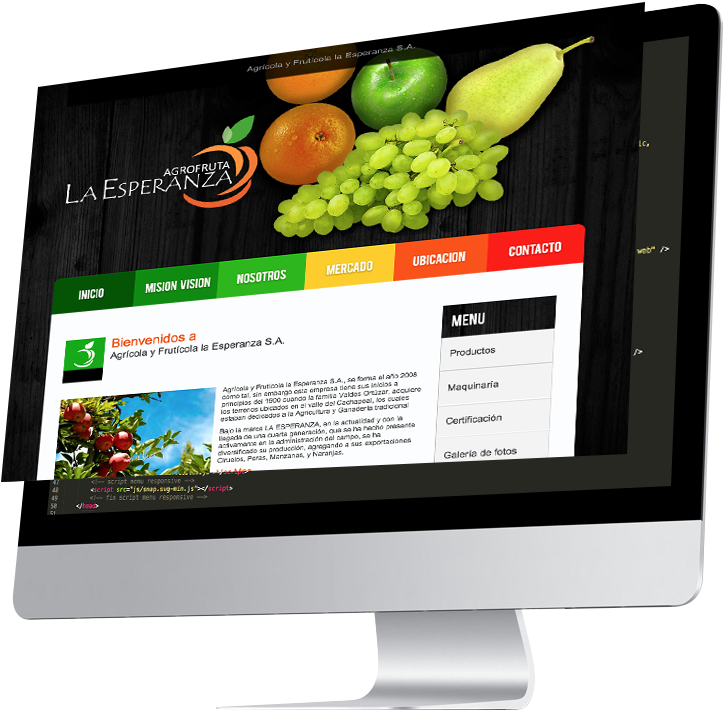 Agrícola y Frutícola la Esperanza S.A.
AGROFRUTA
LA ESPERANZA
INICIO
MISION VISION
NOSOTROS
MERCADO
UBICACION
CONTACTO
Bienvenidos a
Agrícola y Frutícola la Esperanza S.A.
Agrícola y Frutícola la Esperanza S.A., se forma el año 2008
como tal, sin embargo esta empresa tiene sus inicios a
principios del 1900 cuando la familia Valdes Ortúzar, adquiere
los terrenos ubicados en el valle del Cachapoal, los cuales
estaban dedicados a la Agricultura y Ganadería tradicional
Bajo la marca LA ESPERANZA, en la actualidad y con la
llegada de una cuarta generación, que se ha hecho presente
activamente en la administración del campo, se ha
diversificado su producción, agregando a sus exportaciones
Ciruelos, Peras, Manzanas, y Naranjas.
MENU
Productos
Maquinaría
Certificación
Galería de fotos
web" />
/>
47 <!-- script menu responsive -->
48 <script src="js/snap.svg-min.js"></script>
49 <!-- fin script menu responsive -->
50 </head>
51